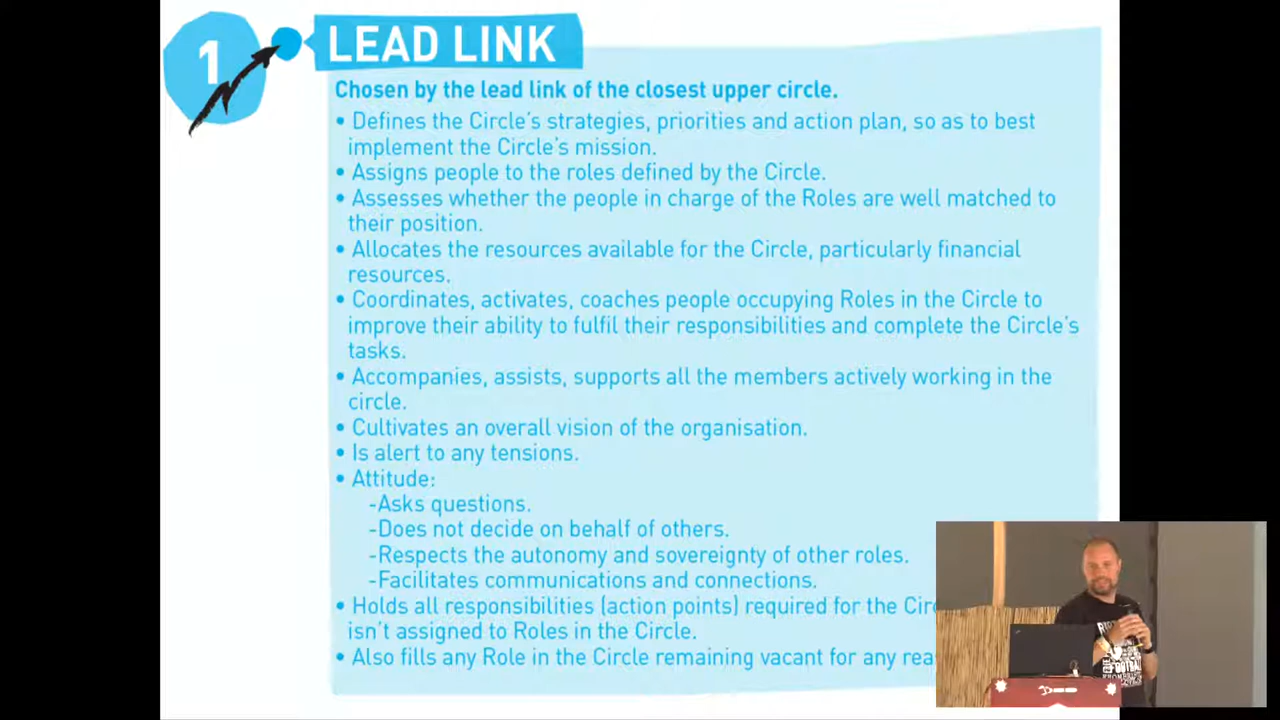 1
LEAD LINK
Chosen by the lead link of the closest upper circle.
• Defines the Circle's strategies, priorities and action plan, so as to best
implement the Circle's mission.
• Assigns people to the roles defined by the Circle.
• Assesses whether the people in charge of the Roles are well matched to
their position.
• Allocates the resources available for the Circle, particularly financial
resources.
• Coordinates, activates, coaches people occupying Roles in the Circle to
improve their ability to fulfil their responsibilities and complete the Circle's
tasks.
• Accompanies, assists, supports all the members actively working in the
circle.
• Cultivates an overall vision of the organisation.
• Is alert to any tensions.
• Attitude:
-Asks questions.
-Does not decide on behalf of others.
-Respects the autonomy and sovereignty of other roles.
-Facilitates communications and connections.
• Holds all responsibilities (action points) required for the
isn't assigned to Roles in the Circle.
• Also fills any Role in the Circle remaining vacant for any
FOOTBALL